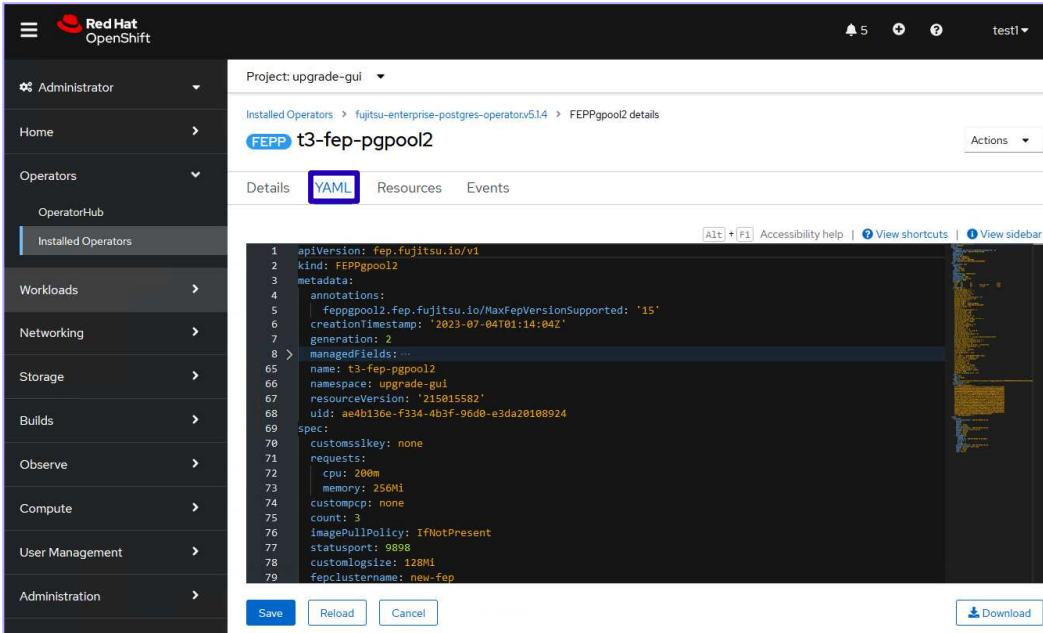 Red Hat
OpenShift
5
test1
Administrator
Project: upgrade-gui
Installed Operators > fujitsu-enterprise-postgres-operator.v5.1.4 > FEPPgpool2 details
Home
FEPP t3-fep-pgpool2
Actions
Operators
Details YAML Resources Events
OperatorHub
Installed Operators
Alt + F1 Accessibility help | View shortcuts | View sidebar
Workloads
Networking
Storage
Builds
Observe
Compute
User Management
Administration
1 apiVersion: fep.fujitsu.io/v1
2 kind: FEPPgpool2
3 metadata:
4 annotations:
5 feppgpool2.fep.fujitsu.io/MaxFepVersionSupported: '15'
6 creationTimestamp: '2023-07-04T01:14:04Z'
7 generation: 2
8 managedFields: ...
65 name: t3-fep-pgpool2
66 namespace: upgrade-gui
67 resourceVersion: '215015582'
68 uid: ae4b136e-f334-4b3f-96d0-e3da20108924
69 spec:
70 customsslkey: none
71 requests:
72 cpu: 200m
73 memory: 256Mi
74 custompcp: none
75 count: 3
76 imagePullPolicy: IfNotPresent
77 statusport: 9898
78 customlogsize: 128Mi
79 fepclustername: new-fep
Save Reload Cancel
Download